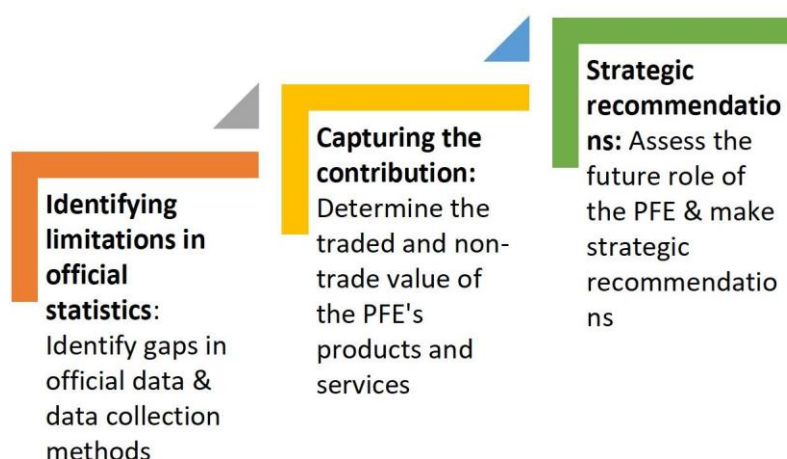 Identifying
limitations in
official
statistics:
Identify gaps in
official data &
data collection
methods
Capturing the
contribution:
Determine the
traded and non-
trade value of
the PFE's
products and
services
Strategic
recommendatio
ns: Assess the
future role of
the PFE & make
strategic
recommendatio
ns